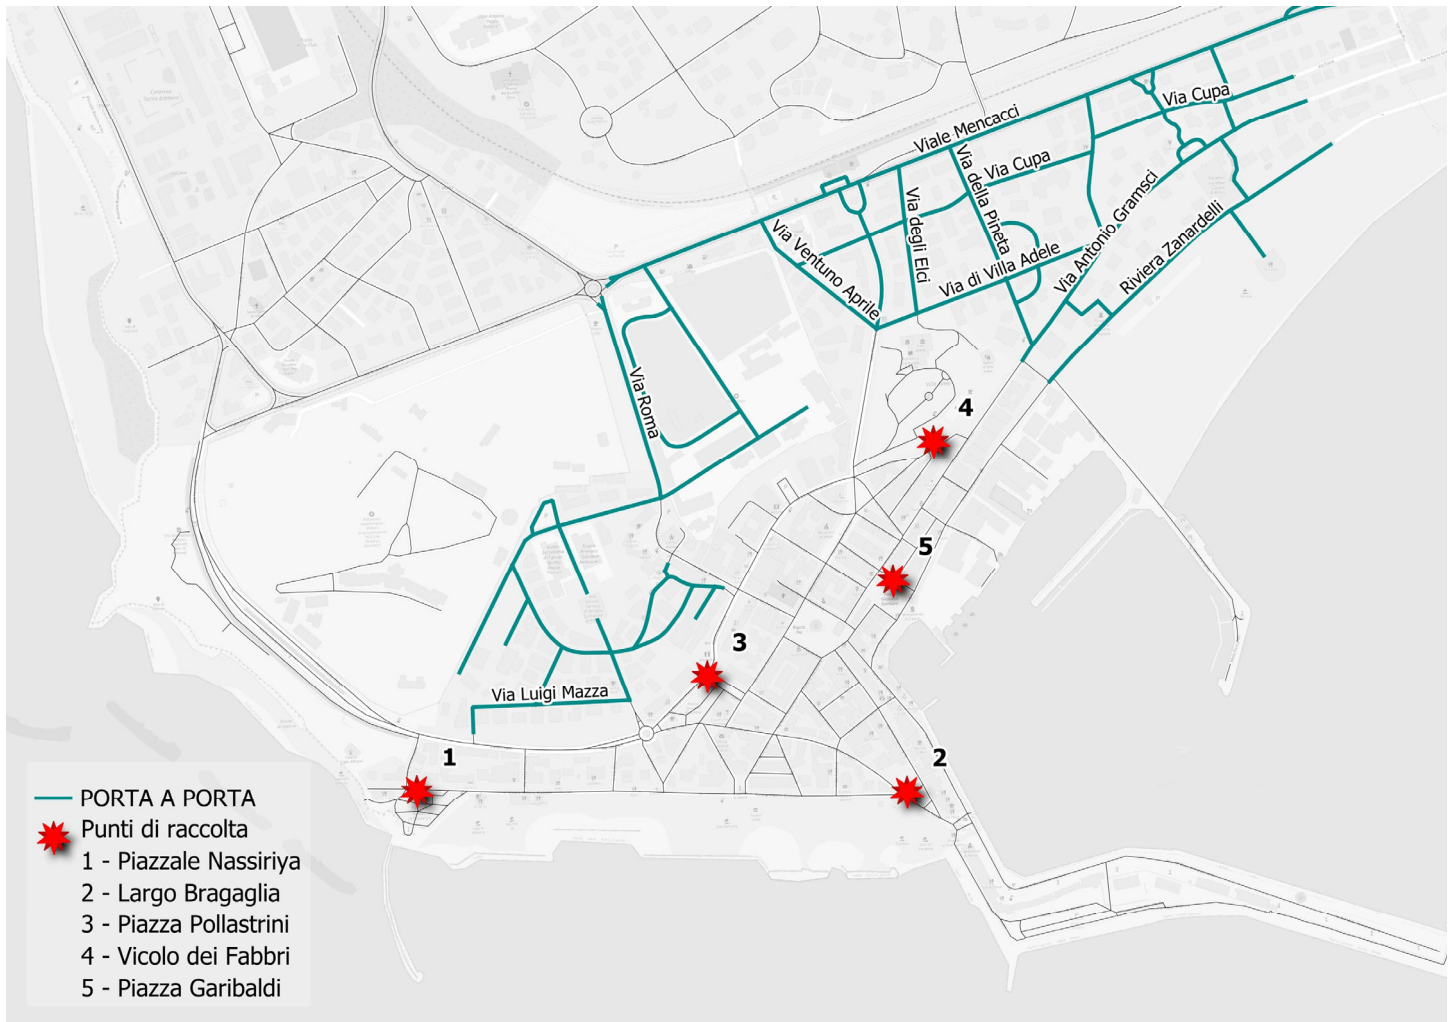 Viale Mencacci
Via Cupa
Via Cupa
Via della Pineta
Via degli Elci
Via Ventuno Aprile
Via di Villa Adele
Via Antonio Gramsci
Riviera Zanardelli
Via Roma
4
5
3
Via Luigi Mazza
1
2
PORTA A PORTA
Punti di raccolta
1 - Piazzale Nassiriya
2 - Largo Bragaglia
3 - Piazza Pollastrini
4 - Vicolo dei Fabbri
5 - Piazza Garibaldi